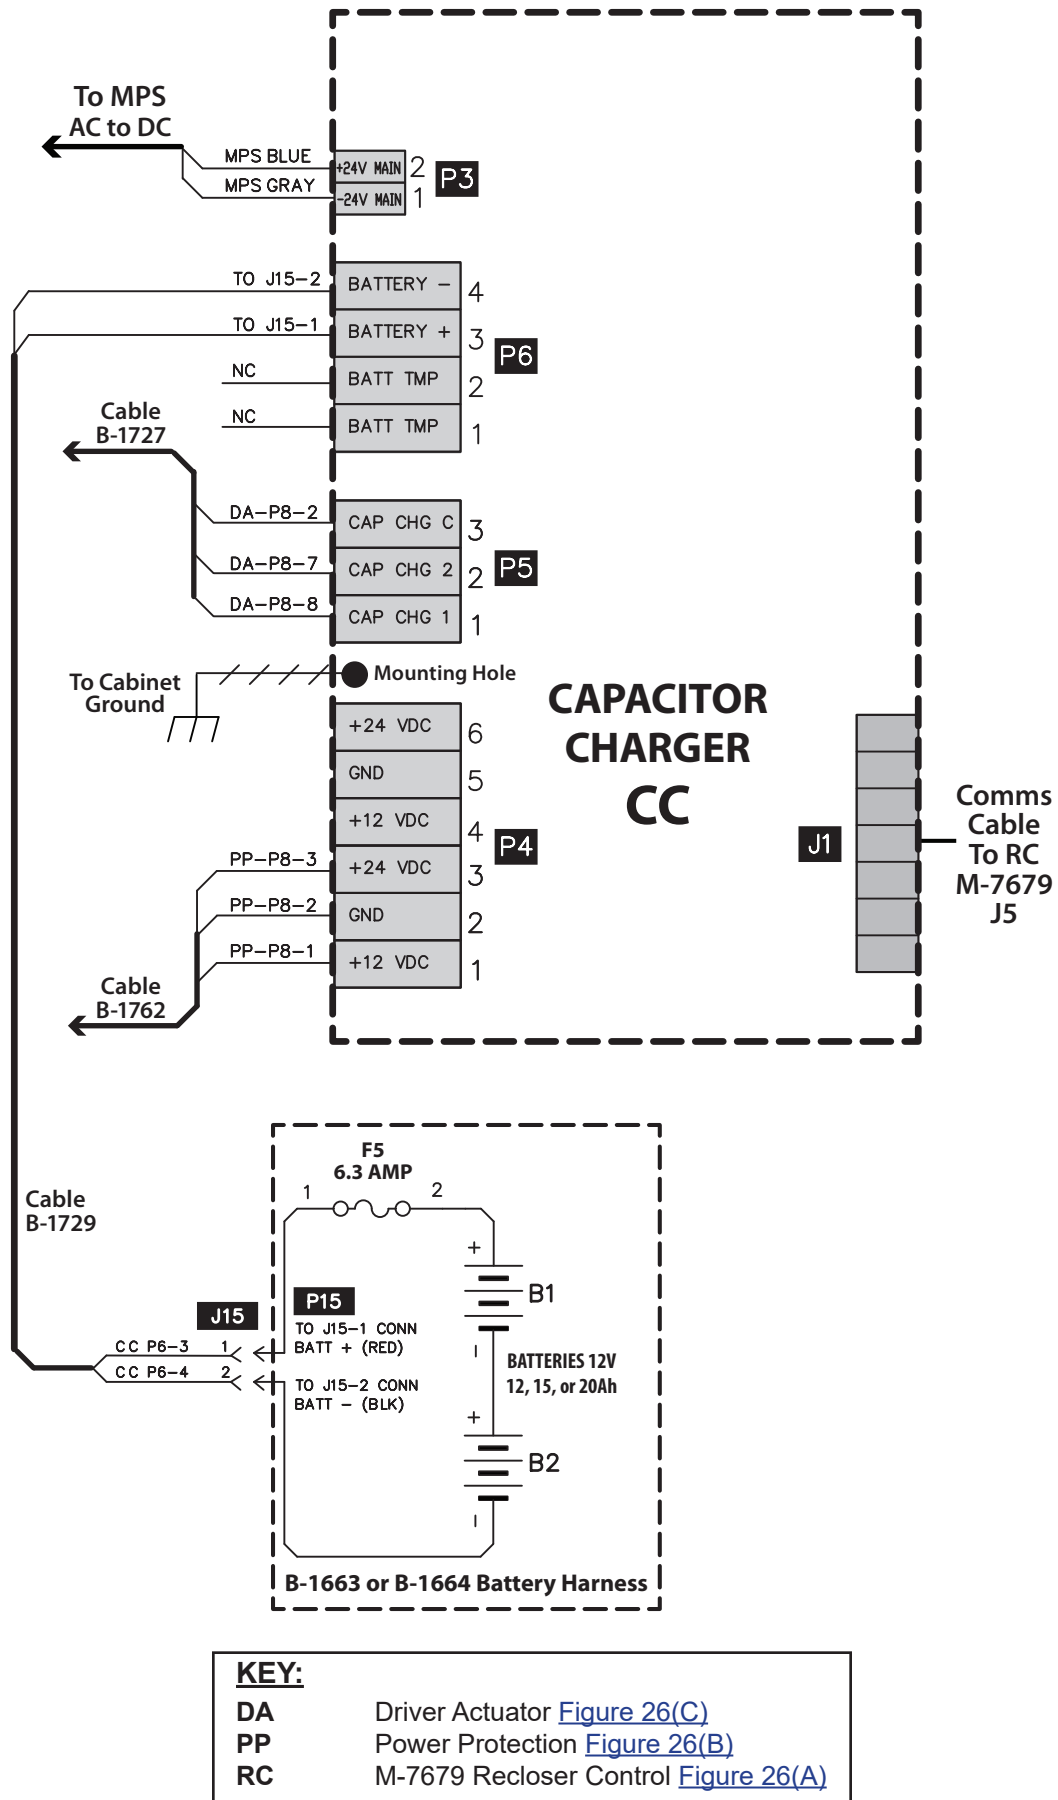 To MPS
AC to DC
MPS BLUE
MPS GRAY
+24V MAIN 2
-24V MAIN 1
P3
TO J15-2
BATTERY - 4
TO J15-1
BATTERY + 3
P6
NC
BATT TMP 2
NC
BATT TMP 1
Cable
B-1727
DA-P8-2
CAP CHG C 3
DA-P8-7
CAP CHG 2 2
P5
DA-P8-8
CAP CHG 1 1
To Cabinet
Ground
Mounting Hole
CAPACITOR
CHARGER
CC
+24 VDC 6
GND 5
+12 VDC 4
P4
PP-P8-3
+24 VDC 3
PP-P8-2
GND 2
PP-P8-1
+12 VDC 1
Cable
B-1762
J1
Comms
Cable
To RC
M-7679
J5
F5
6.3 AMP
1 2
Cable
B-1729
+
B1
-
J15
P15
TO J15-1 CONN
BATT + (RED)
CC P6-3 1
CC P6-4 2
TO J15-2 CONN
BATT - (BLK)
BATTERIES 12V
12, 15, or 20Ah
+
B2
-
B-1663 or B-1664 Battery Harness
KEY:
DA Driver Actuator Figure 26(C)
PP Power Protection Figure 26(B)
RC M-7679 Recloser Control Figure 26(A)